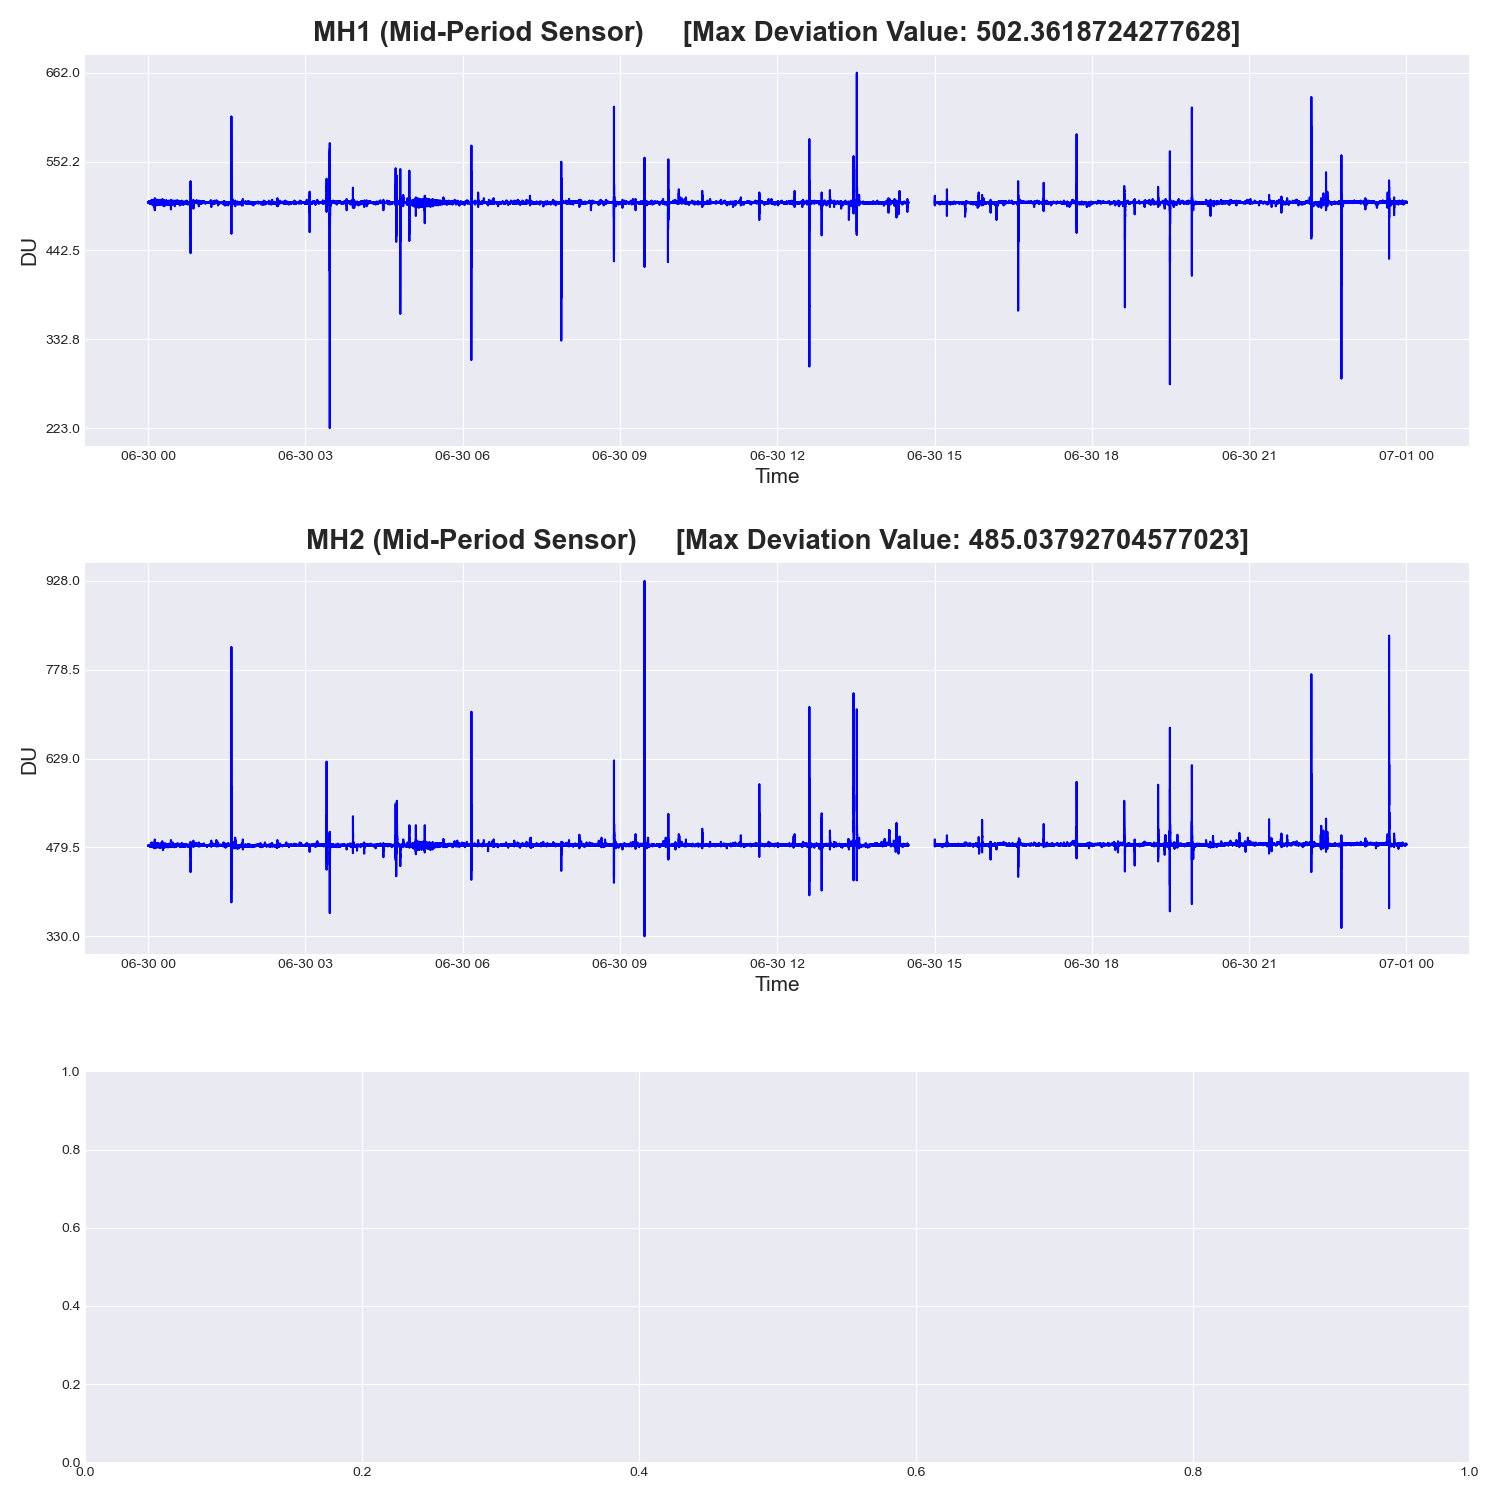 MH1 (Mid-Period Sensor) [Max Deviation Value: 502.3618724277628]
662.0
552.2
442.5
332.8
223.0
DU
06-30 00 06-30 03 06-30 06 06-30 09 06-30 12 06-30 15 06-30 18 06-30 21 07-01 00
Time
MH2 (Mid-Period Sensor) [Max Deviation Value: 485.03792704577023]
928.0
778.5
629.0
479.5
330.0
DU
06-30 00 06-30 03 06-30 06 06-30 09 06-30 12 06-30 15 06-30 18 06-30 21 07-01 00
Time
1.0
0.8
0.6
0.4
0.2
0.0
0.0 0.2 0.4 0.6 0.8 1.0